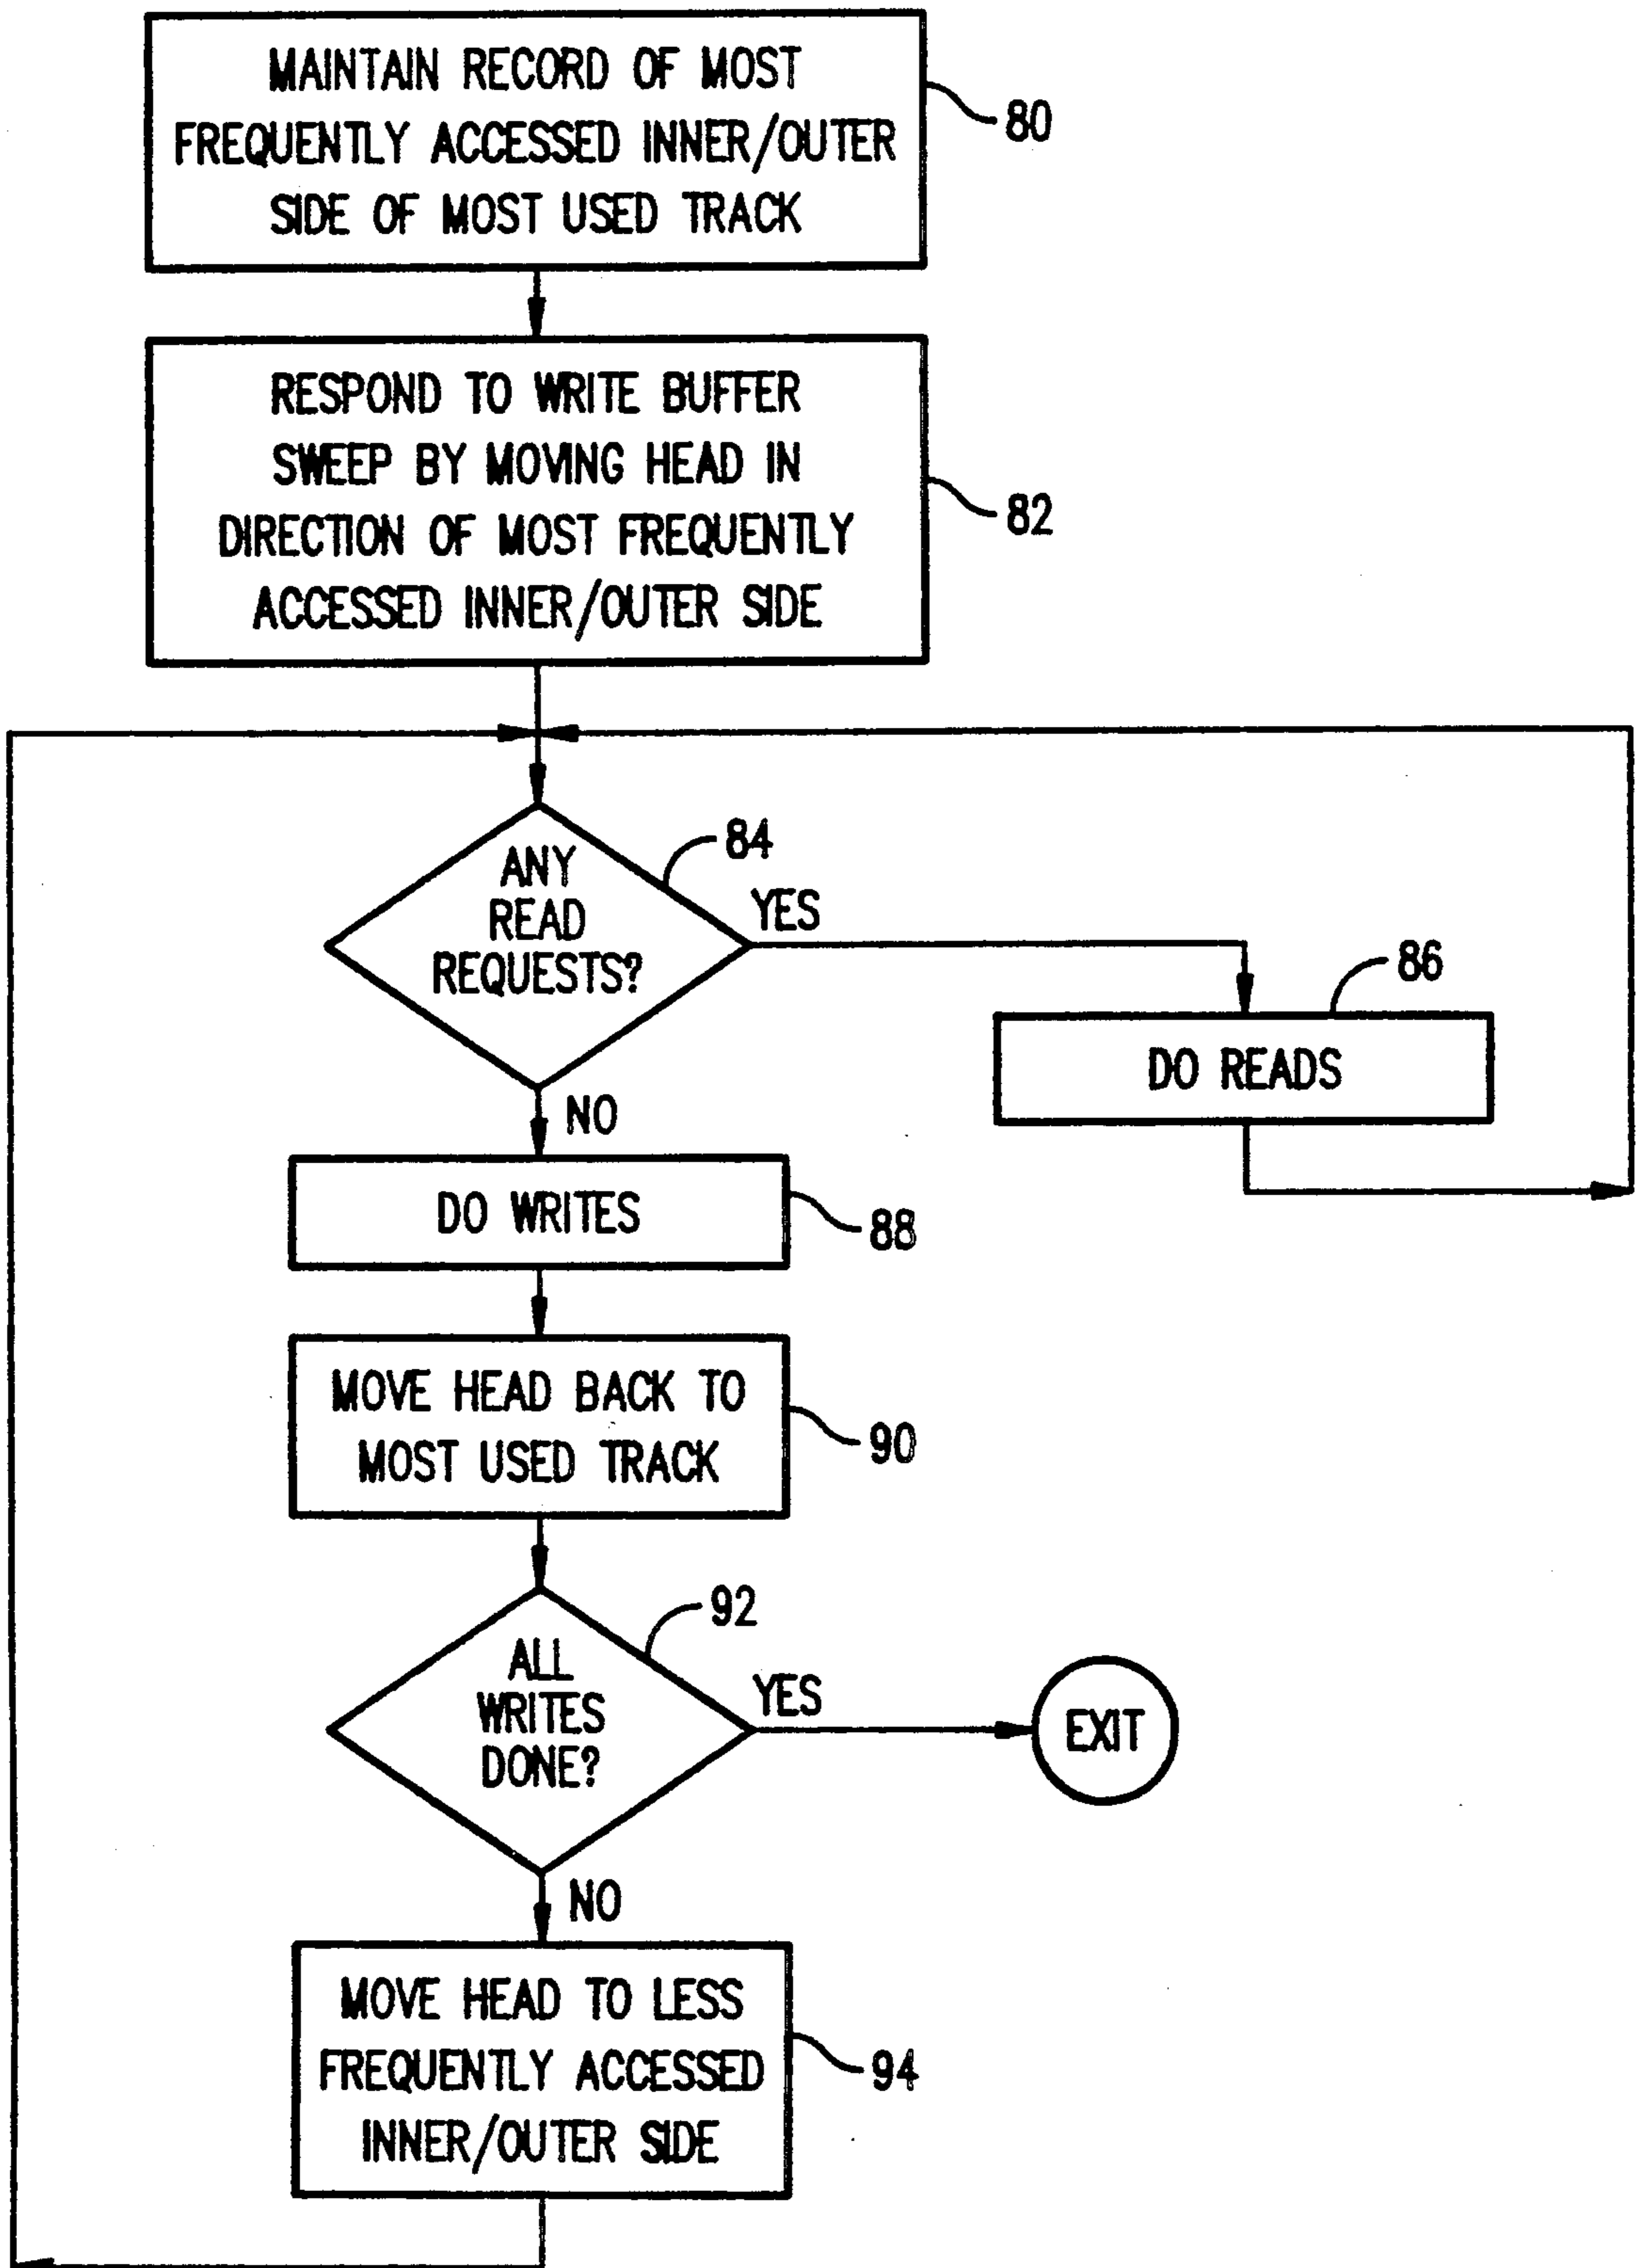 MAINTAIN RECORD OF MOST
FREQUENTLY ACCESSED INNER/OUTER
SIDE OF MOST USED TRACK
80
RESPOND TO WRITE BUFFER
SWEEP BY MOVING HEAD IN
DIRECTION OF MOST FREQUENTLY
ACCESSED INNER/OUTER SIDE
82
ANY
READ
REQUESTS?
84
YES
86
DO READS
NO
DO WRITES
88
MOVE HEAD BACK TO
MOST USED TRACK
90
ALL
WRITES
DONE?
92
YES
EXIT
NO
MOVE HEAD TO LESS
FREQUENTLY ACCESSED
INNER/OUTER SIDE
94